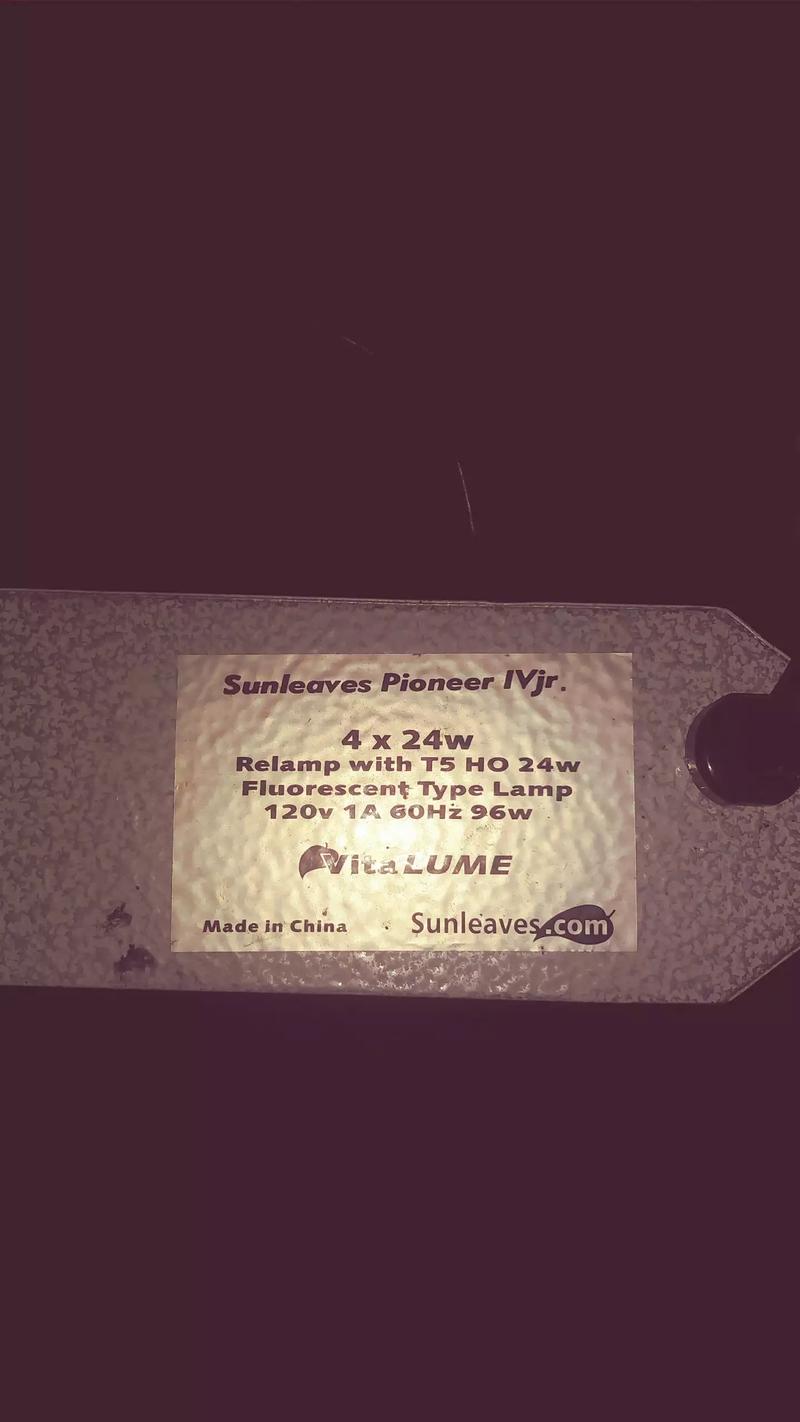 Sunleaves Pioneer IVjr.
4 x 24w
Relamp with T5 HO 24w
Fluorescent Type Lamp
120v 1A 60Hz 96w
VitaLUME
Made in China
Sunleaves.com